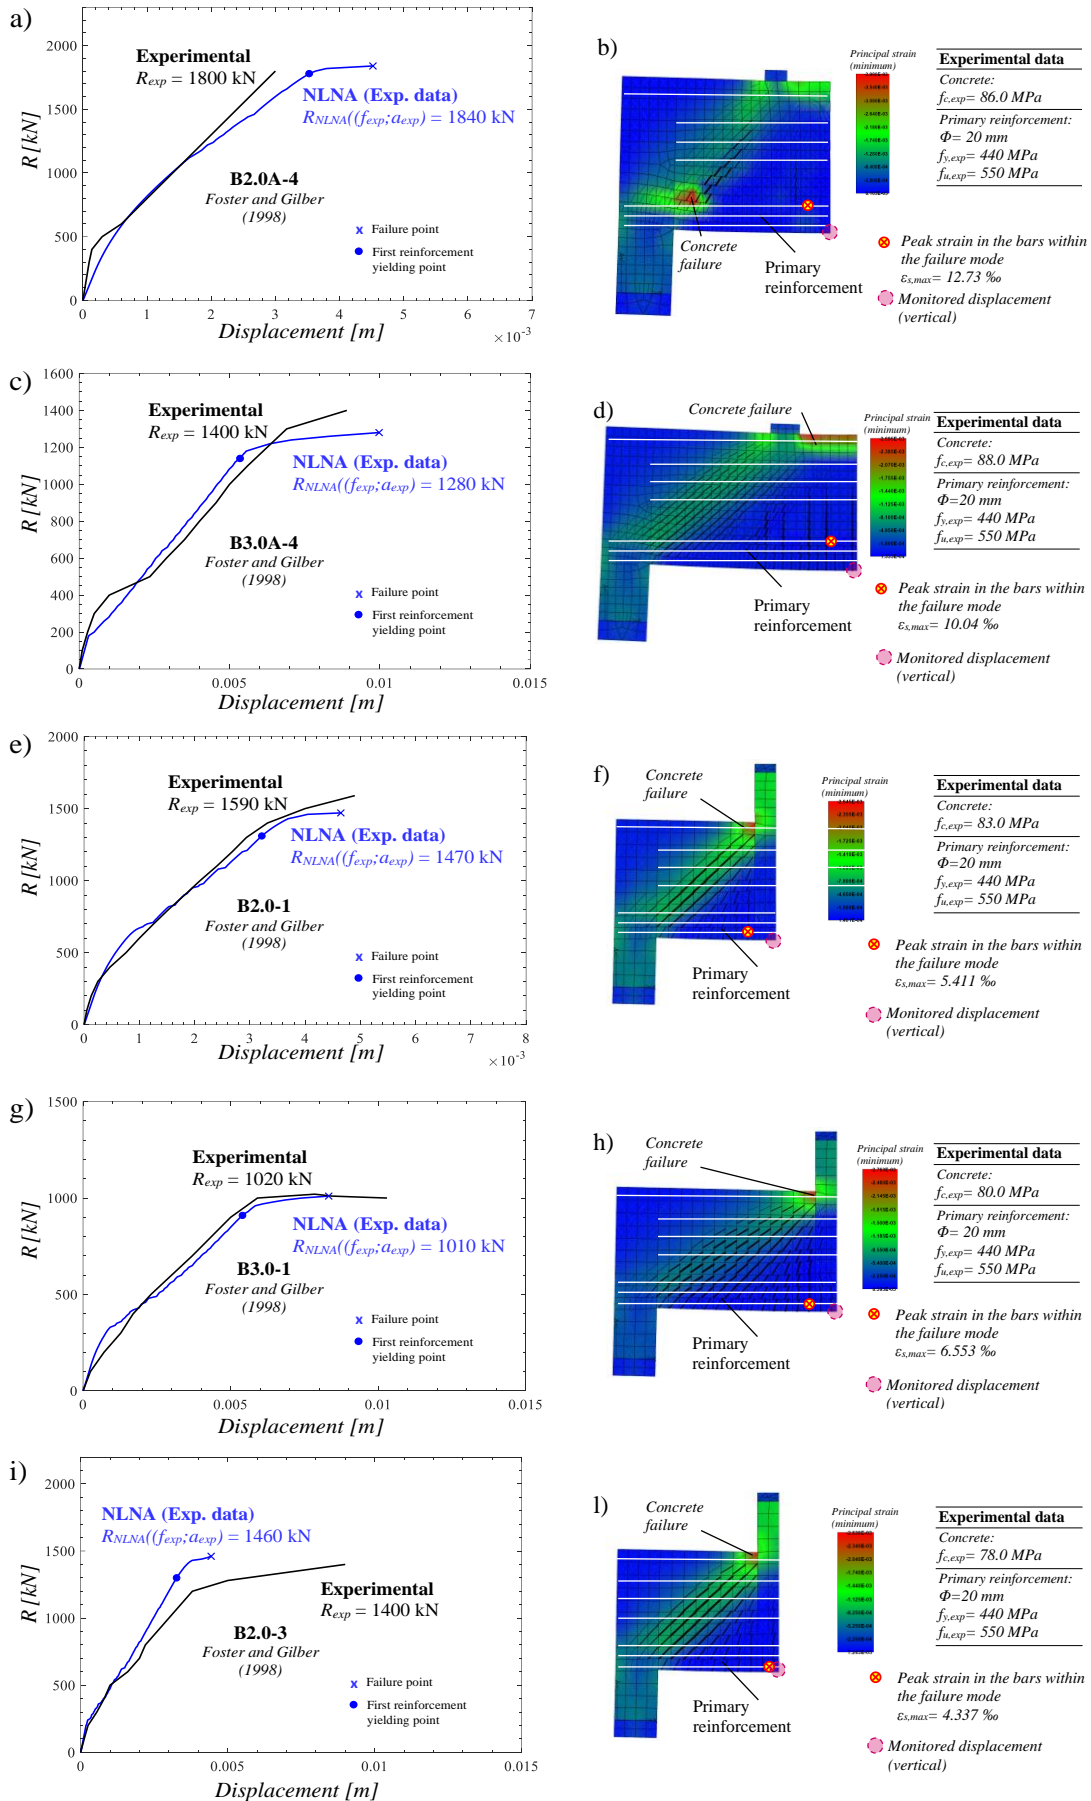 a)
2000
1500
1000
500
0
R [kN]
Experimental
Rexp = 1800 kN
NLNA (Exp. data)
RNLNA((fexp;aexp) = 1840 kN
B2.0A-4
Foster and Gilber
(1998)
x Failure point
First reinforcement
yielding point
0 1 2 3 4 5 6 7
Displacement [m]
×10⁻³
b)
Principal strain
(minimum)
Concrete
failure
Primary
reinforcement
Experimental data
Concrete:
fc,exp= 86.0 MPa
Primary reinforcement:
Φ= 20 mm
fy,exp= 440 MPa
fu,exp= 550 MPa
Peak strain in the bars within
the failure mode
εs,max= 12.73 ‰
Monitored displacement
(vertical)
c)
1600
1400
1200
1000
800
600
400
200
0
R [kN]
Experimental
Rexp = 1400 kN
NLNA (Exp. data)
RNLNA((fexp;aexp) = 1280 kN
B3.0A-4
Foster and Gilber
(1998)
x Failure point
First reinforcement
yielding point
0 0.005 0.01 0.015
Displacement [m]
d)
Concrete failure
Principal strain
(minimum)
Primary
reinforcement
Experimental data
Concrete:
fc,exp= 88.0 MPa
Primary reinforcement:
Φ=20 mm
fy,exp= 440 MPa
fu,exp= 550 MPa
Peak strain in the bars within
the failure mode
εs,max= 10.04 ‰
Monitored displacement
(vertical)
e)
2000
1500
1000
500
0
R [kN]
Experimental
Rexp = 1590 kN
NLNA (Exp. data)
RNLNA((fexp;aexp) = 1470 kN
B2.0-1
Foster and Gilber
(1998)
x Failure point
First reinforcement
yielding point
0 1 2 3 4 5 6 7 8
Displacement [m]
×10⁻³
f)
Concrete
failure
Principal strain
(minimum)
Primary
reinforcement
Experimental data
Concrete:
fc,exp= 83.0 MPa
Primary reinforcement:
Φ=20 mm
fy,exp= 440 MPa
fu,exp= 550 MPa
Peak strain in the bars within
the failure mode
εs,max= 5.411 ‰
Monitored displacement
(vertical)
g)
1500
1000
500
0
R [kN]
Experimental
Rexp = 1020 kN
NLNA (Exp. data)
RNLNA((fexp;aexp) = 1010 kN
B3.0-1
Foster and Gilber
(1998)
x Failure point
First reinforcement
yielding point
0 0.005 0.01 0.015
Displacement [m]
h)
Concrete
failure
Principal strain
(minimum)
Primary
reinforcement
Experimental data
Concrete:
fc,exp= 80.0 MPa
Primary reinforcement:
Φ= 20 mm
fy,exp= 440 MPa
fu,exp= 550 MPa
Peak strain in the bars within
the failure mode
εs,max= 6.553 ‰
Monitored displacement
(vertical)
i)
2000
1500
1000
500
0
R [kN]
NLNA (Exp. data)
RNLNA((fexp;aexp) = 1460 kN
Experimental
Rexp = 1400 kN
B2.0-3
Foster and Gilber
(1998)
x Failure point
First reinforcement
yielding point
0 0.005 0.01 0.015
Displacement [m]
l)
Concrete
failure
Principal strain
(minimum)
Primary
reinforcement
Experimental data
Concrete:
fc,exp= 78.0 MPa
Primary reinforcement:
Φ=20 mm
fy,exp= 440 MPa
fu,exp= 550 MPa
Peak strain in the bars within
the failure mode
εs,max= 4.337 ‰
Monitored displacement
(vertical)